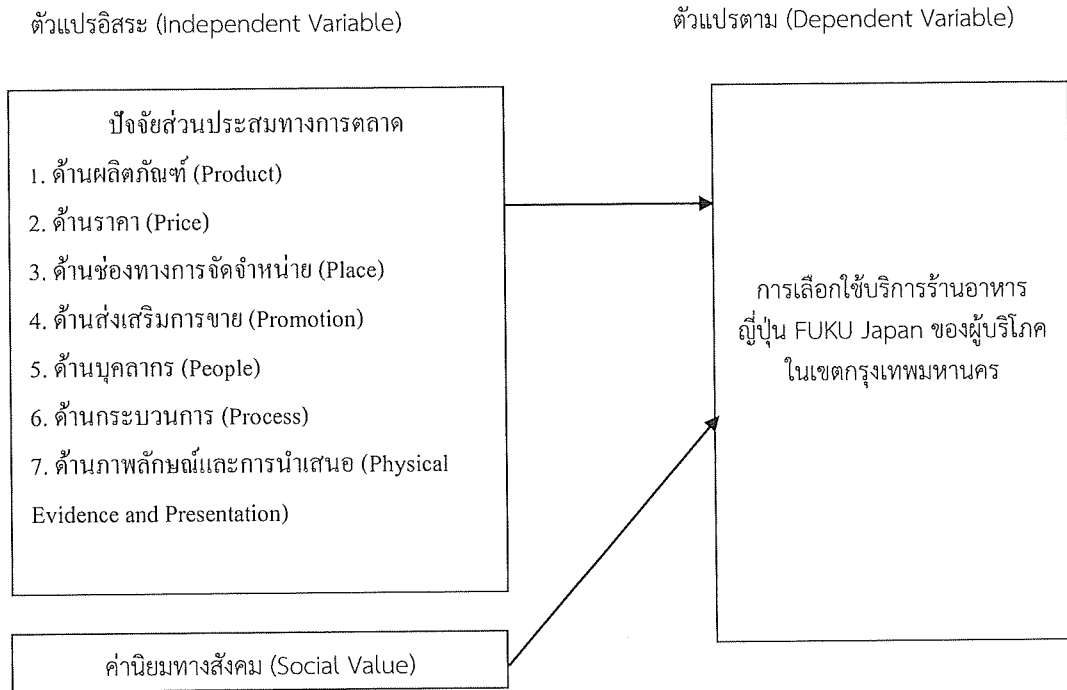 ตัวแปรอิสระ (Independent Variable)
ตัวแปรตาม (Dependent Variable)
ปัจจัยส่วนประสมทางการตลาด
1. ด้านผลิตภัณฑ์ (Product)
2. ด้านราคา (Price)
3. ด้านช่องทางการจัดจำหน่าย (Place)
4. ด้านส่งเสริมการขาย (Promotion)
5. ด้านบุคลากร (People)
6. ด้านกระบวนการ (Process)
7. ด้านภาพลักษณ์และการนำเสนอ (Physical
Evidence and Presentation)
ค่านิยมทางสังคม (Social Value)
การเลือกใช้บริการร้านอาหาร
ญี่ปุ่น FUKU Japan ของผู้บริโภค
ในเขตกรุงเทพมหานคร